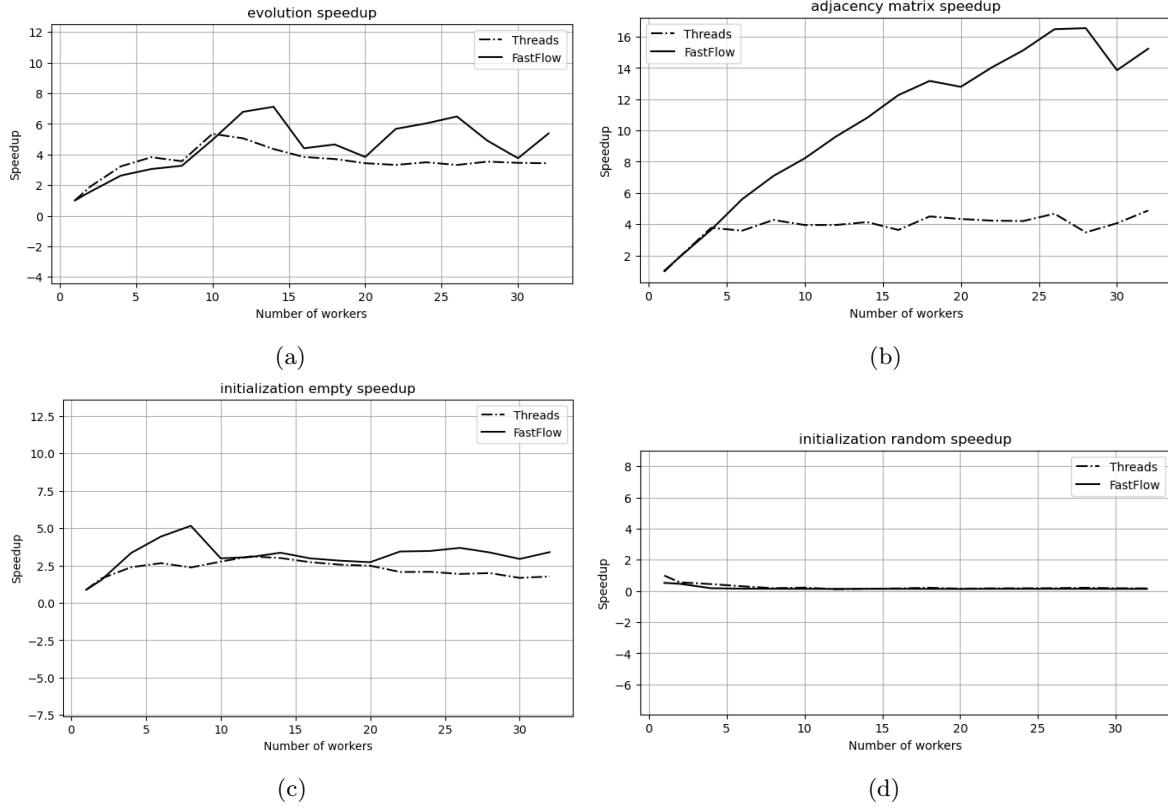 evolution speedup
12
10
8
6
4
2
0
−2
−4
Speedup
Threads
FastFlow
0 5 10 15 20 25 30
Number of workers
(a)
adjacency matrix speedup
16
14
12
10
8
6
4
2
Speedup
Threads
FastFlow
0 5 10 15 20 25 30
Number of workers
(b)
initialization empty speedup
12.5
10.0
7.5
5.0
2.5
0.0
−2.5
−5.0
−7.5
Speedup
Threads
FastFlow
0 5 10 15 20 25 30
Number of workers
(c)
initialization random speedup
8
6
4
2
0
−2
−4
−6
Speedup
Threads
FastFlow
0 5 10 15 20 25 30
Number of workers
(d)